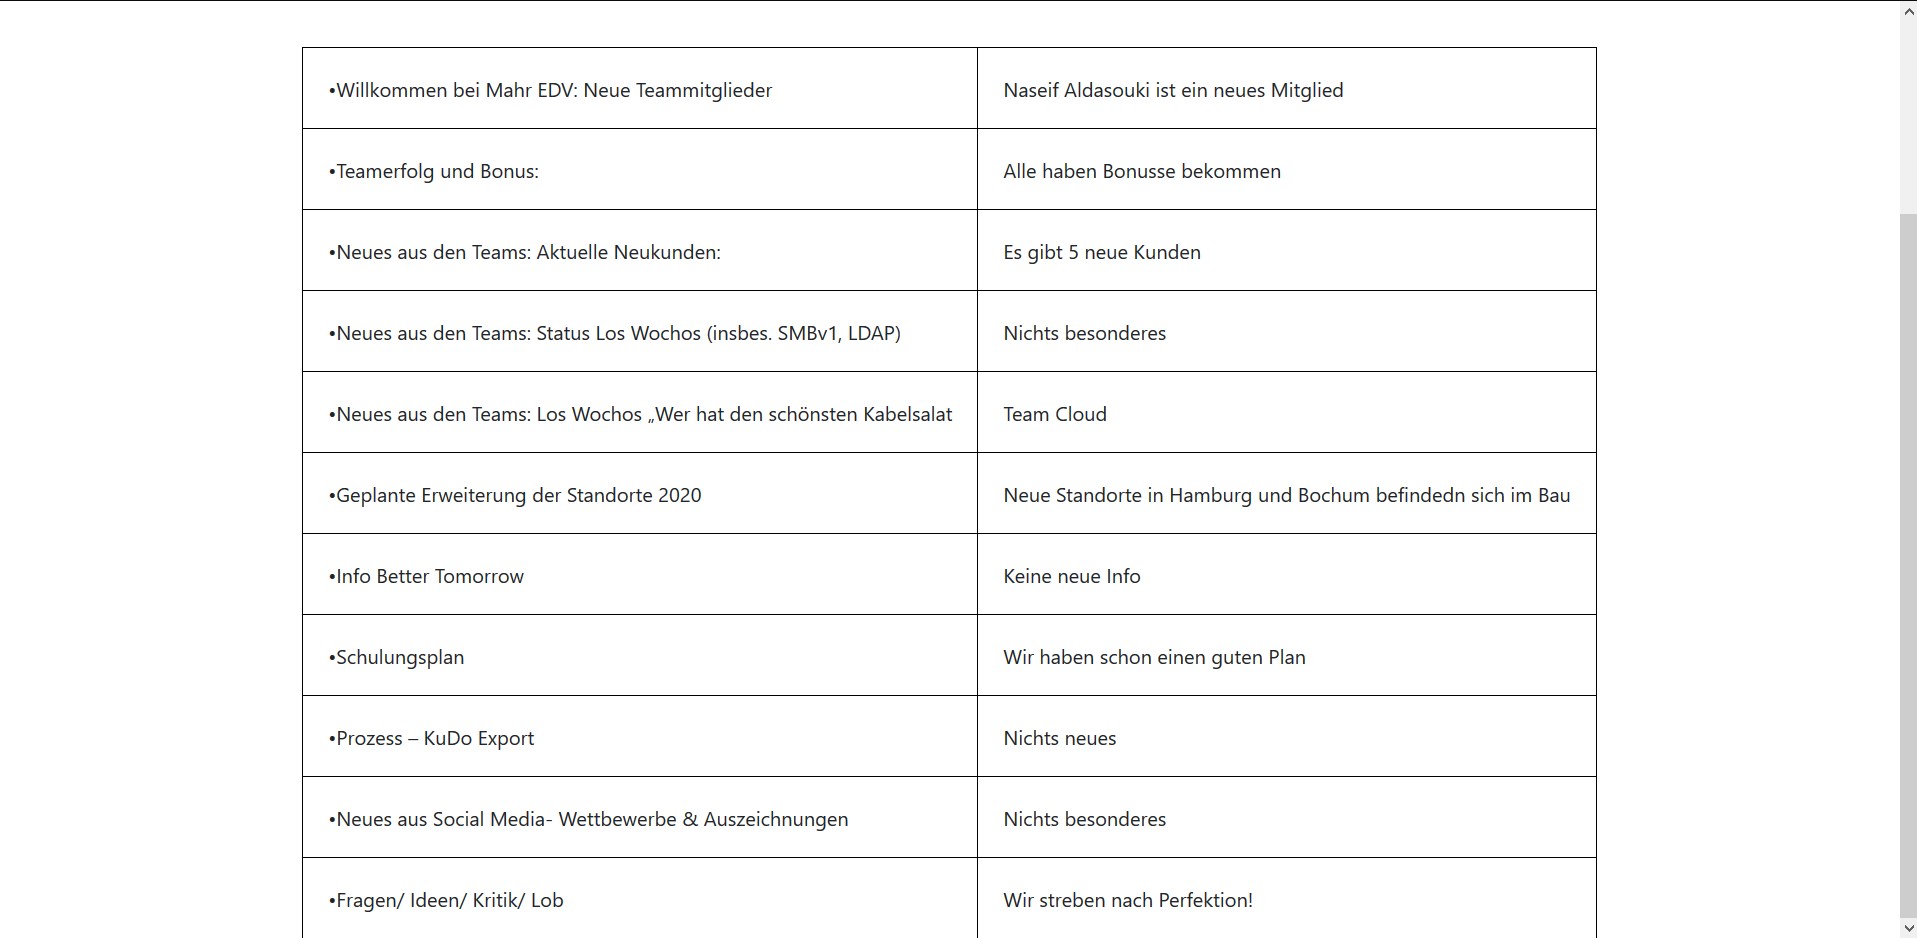 •Willkommen bei Mahr EDV: Neue Teammitglieder
Naseif Aldasouki ist ein neues Mitglied
•Teamerfolg und Bonus:
Alle haben Bonusse bekommen
•Neues aus den Teams: Aktuelle Neukunden:
Es gibt 5 neue Kunden
•Neues aus den Teams: Status Los Wochos (insbes. SMBv1, LDAP)
Nichts besonderes
•Neues aus den Teams: Los Wochos „Wer hat den schönsten Kabelsalat
Team Cloud
•Geplante Erweiterung der Standorte 2020
Neue Standorte in Hamburg und Bochum befindedn sich im Bau
•Info Better Tomorrow
Keine neue Info
•Schulungsplan
Wir haben schon einen guten Plan
•Prozess – KuDo Export
Nichts neues
•Neues aus Social Media- Wettbewerbe & Auszeichnungen
Nichts besonderes
•Fragen/ Ideen/ Kritik/ Lob
Wir streben nach Perfektion!